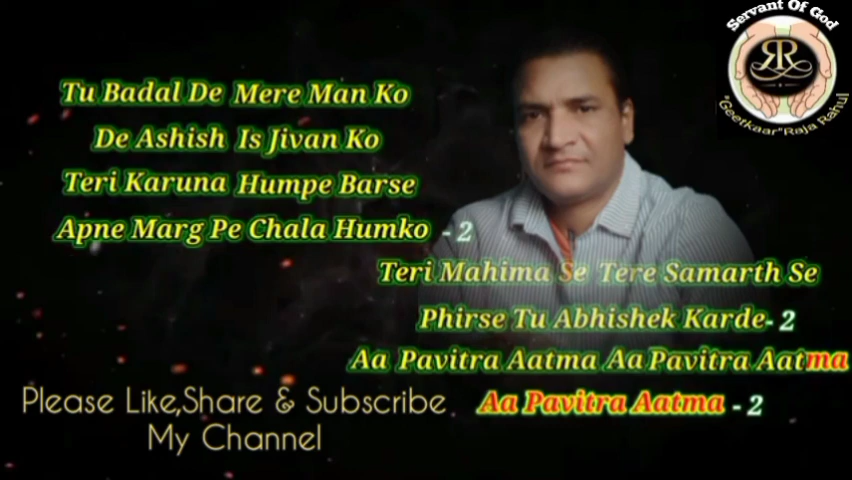 Servant Of God
RR
"Geetkaar"Raja Rahul
Tu Badal De Mere Man Ko
De Ashish Is Jivan Ko
Teri Karuna Humpe Barse
Apne Marg Pe Chala Humko - 2
Teri Mahima Se Tere Samarth Se
Phirse Tu Abhishek Karde- 2
Aa Pavitra Aatma Aa Pavitra Aatma
Aa Pavitra Aatma - 2
Please Like,Share & Subscribe
My Channel